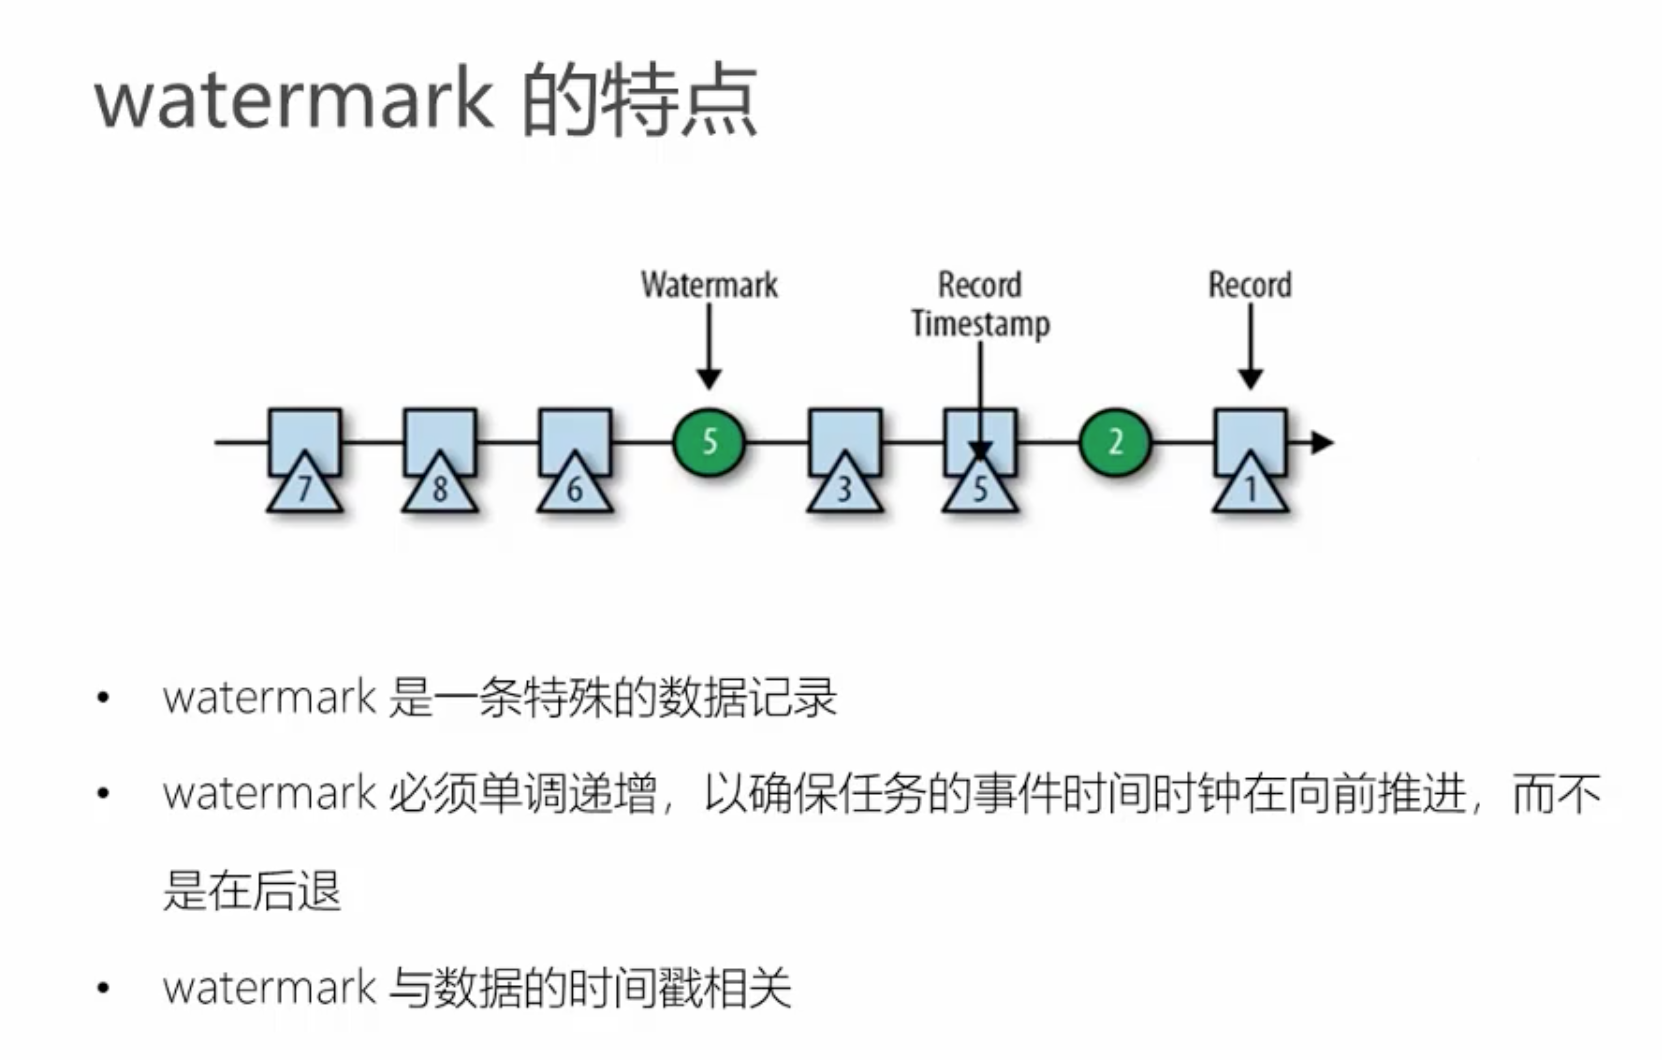 watermark 的特点
Watermark
Record
Timestamp
Record
7 8 6 5 3 5 2 1
• watermark 是一条特殊的数据记录
• watermark 必须单调递增，以确保任务的事件时间时钟在向前推进，而不
是在后退
• watermark 与数据的时间戳相关